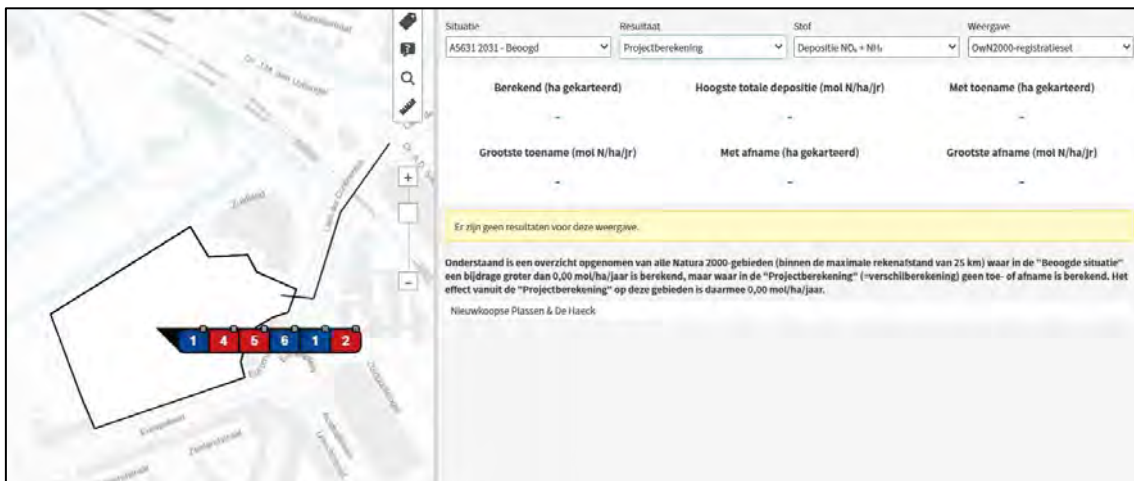 Situatie
Resultaat
Stof
Weergave
A5631 2031 - Beoogd
Projectberekening
Depositie NOₓ + NH₃
OwN2000-registratieset
Berekend (ha gekarteerd)
Hoogste totale depositie (mol N/ha/jr)
Met toename (ha gekarteerd)
-
-
-
Grootste toename (mol N/ha/jr)
Met afname (ha gekarteerd)
Grootste afname (mol N/ha/jr)
-
-
-
Er zijn geen resultaten voor deze weergave.
Onderstaand is een overzicht opgenomen van alle Natura 2000-gebieden (binnen de maximale rekenafstand van 25 km) waar in de "Beoogde situatie"
een bijdrage groter dan 0,00 mol/ha/jaar is berekend, maar waar in de "Projectberekening" (=verschilberekening) geen toe- of afname is berekend. Het
effect vanuit de "Projectberekening" op deze gebieden is daarmee 0,00 mol/ha/jaar.
Nieuwkoopse Plassen & De Haeck
Zuidland
1 4 5 6 1 2
+
-